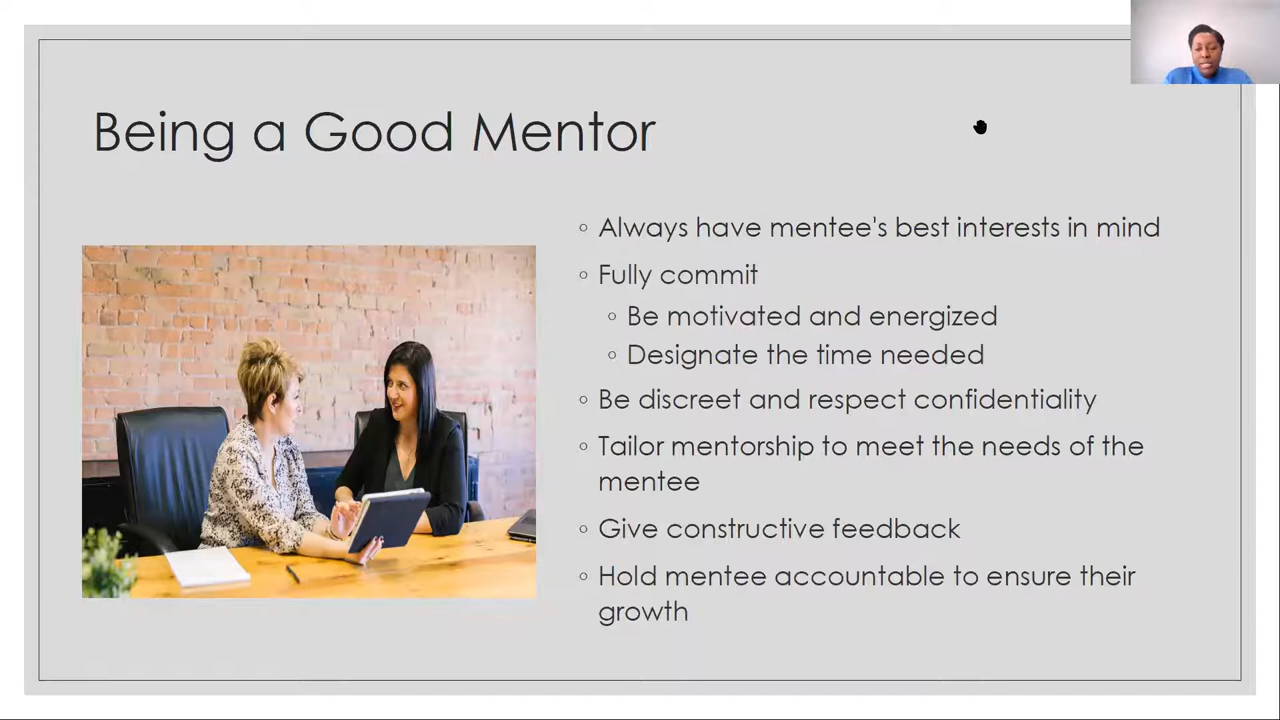 Being a Good Mentor
◦ Always have mentee's best interests in mind
◦ Fully commit
◦ Be motivated and energized
◦ Designate the time needed
◦ Be discreet and respect confidentiality
◦ Tailor mentorship to meet the needs of the
mentee
◦ Give constructive feedback
◦ Hold mentee accountable to ensure their
growth